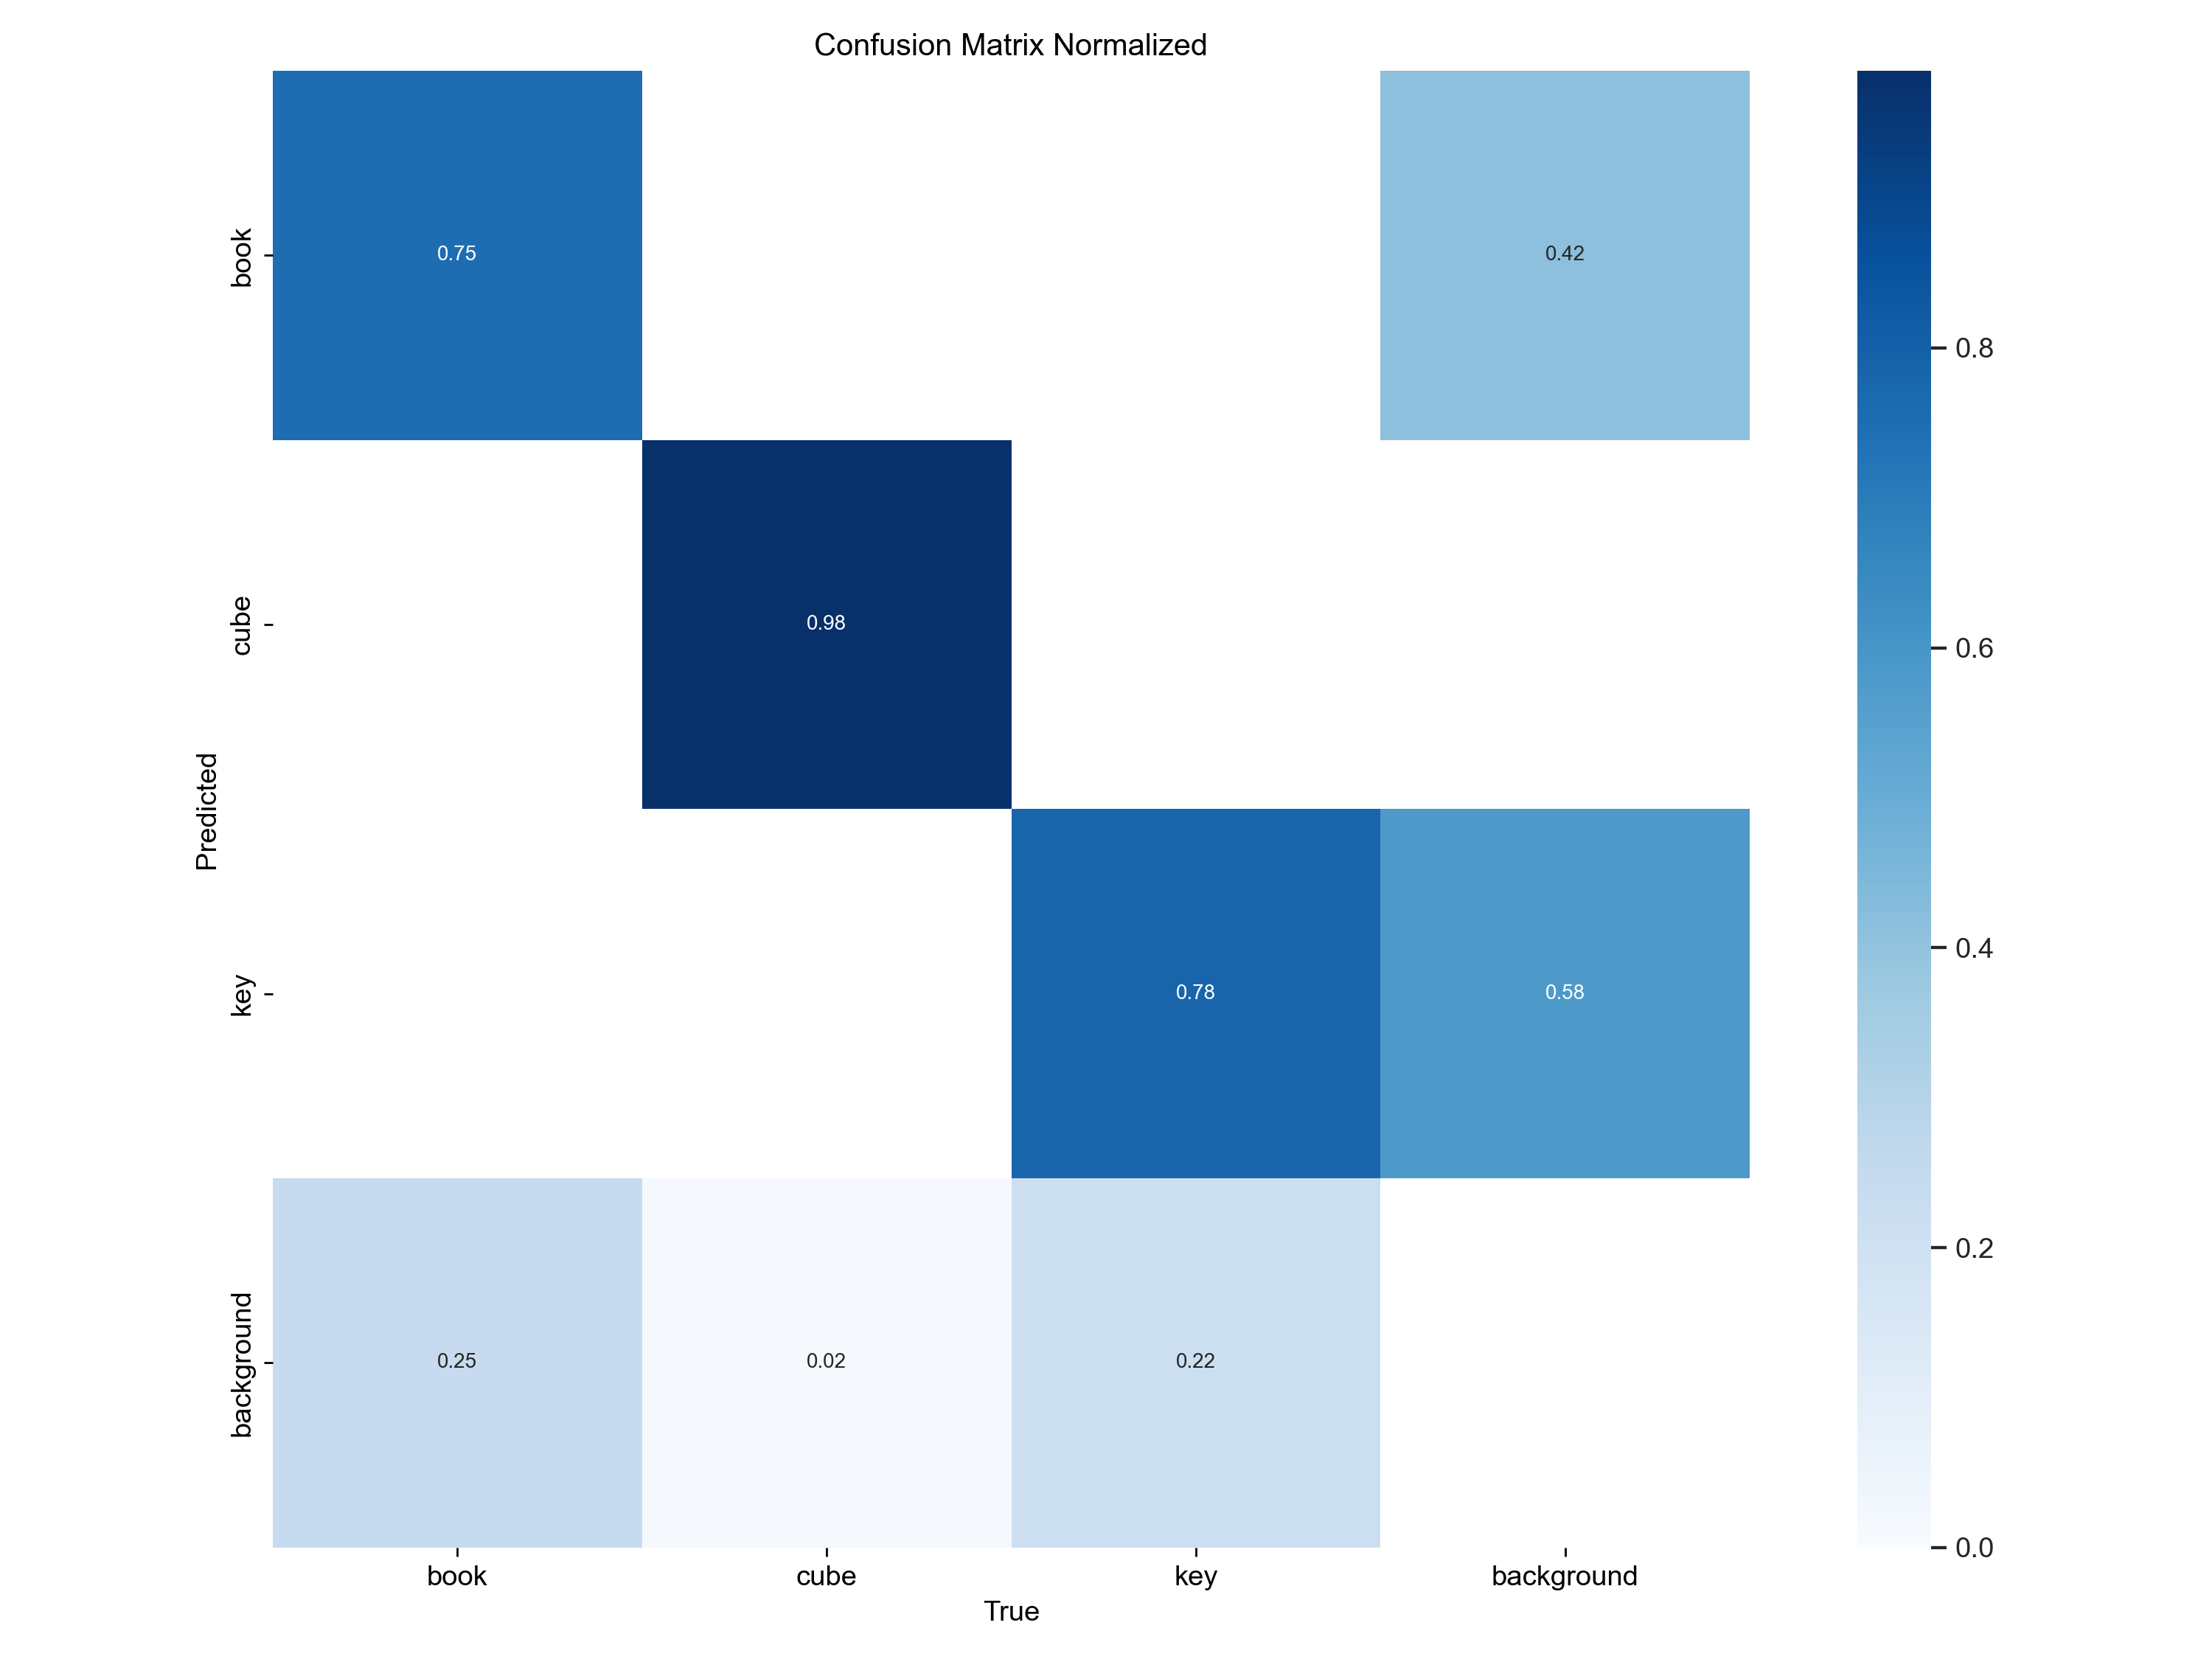 Confusion Matrix Normalized
book
0.75
0.42
0.8
cube
0.98
0.6
Predicted
key
0.78
0.58
0.4
background
0.25
0.02
0.22
0.2
0.0
book cube key background
True